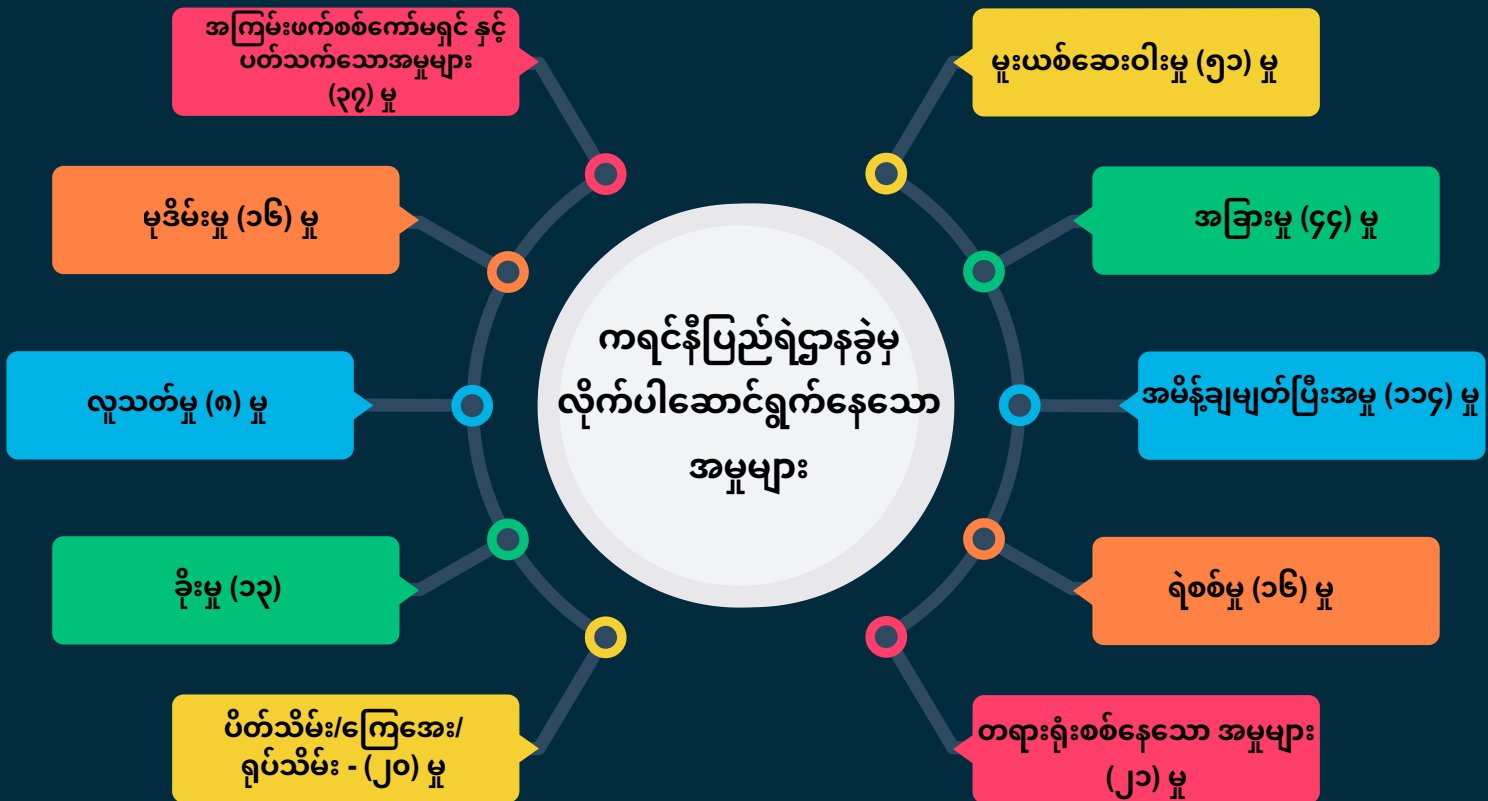 အကြမ်းဖက်စစ်ကော်မရှင် နှင့်
ပတ်သက်သောအမှုများ
(၃၇) မှု
မုဒိမ်းမှု (၁၆) မှု
လူသတ်မှု (၈) မှု
ခိုးမှု (၁၃)
ပိတ်သိမ်း/ကြေအေး/
ရုပ်သိမ်း - (၂၀) မှု
ကရင်နီပြည်ရဲဌာနခွဲမှ
လိုက်ပါဆောင်ရွက်နေသော
အမှုများ
မူးယစ်ဆေးဝါးမှု (၅၁) မှု
အခြားမှု (၄၄) မှု
အမိန့်ချမျတ်ပြီးအမှု (၁၁၄) မှု
ရဲစစ်မှု (၁၆) မှု
တရားရုံးစစ်နေသော အမှုများ
(၂၁) မှု